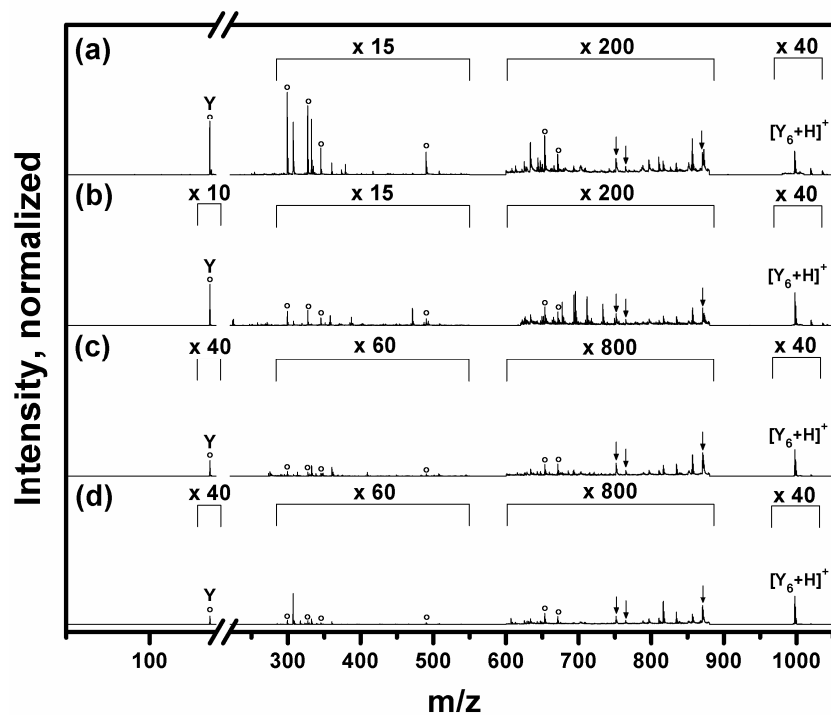 (a)
x 15
x 200
x 40
Y
[Y6+H]+
(b)
x 10
x 15
x 200
x 40
Y
[Y6+H]+
(c)
x 40
x 60
x 800
x 40
Y
[Y6+H]+
(d)
x 40
x 60
x 800
x 40
Y
[Y6+H]+
Intensity, normalized
100 300 400 500 600 700 800 900 1000
m/z